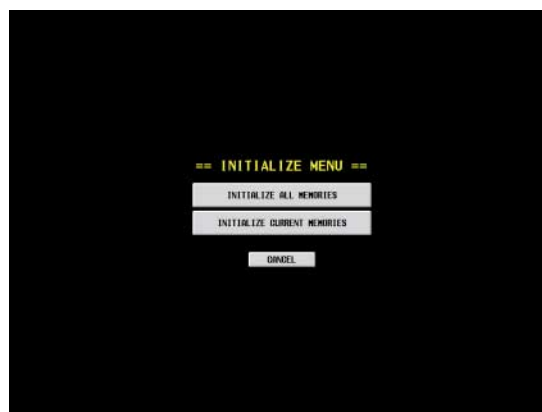 == INITIALIZE MENU ==
INITIALIZE ALL MEMORIES
INITIALIZE CURRENT MEMORIES
CANCEL